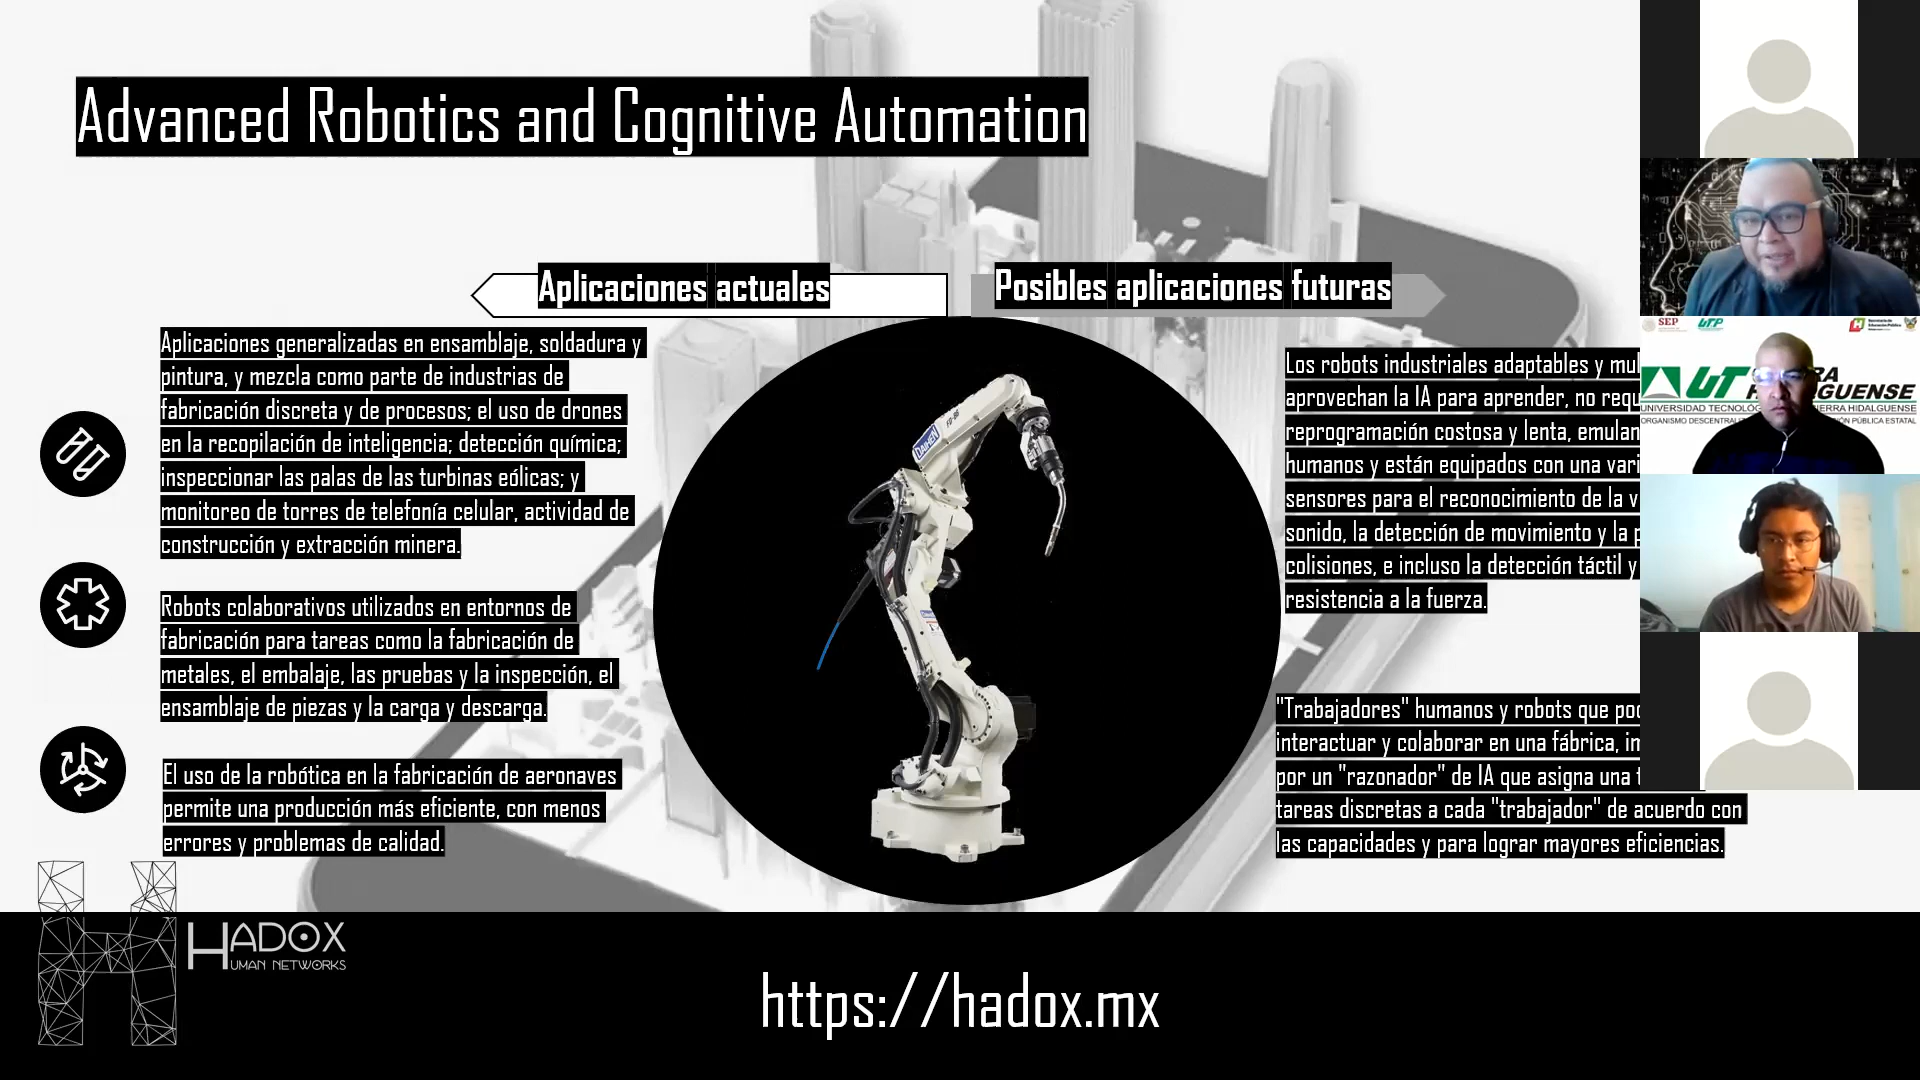 Advanced Robotics and Cognitive Automation
Aplicaciones actuales
Aplicaciones generalizadas en ensamblaje, soldadura y
pintura, y mezcla como parte de industrias de
fabricación discreta y de procesos; el uso de drones
en la recopilación de inteligencia; detección química;
inspeccionar las palas de las turbinas eólicas; y
monitoreo de torres de telefonía celular, actividad de
construcción y extracción minera.
Robots colaborativos utilizados en entornos de
fabricación para tareas como la fabricación de
metales, el embalaje, las pruebas y la inspección, el
ensamblaje de piezas y la carga y descarga.
El uso de la robótica en la fabricación de aeronaves
permite una producción más eficiente, con menos
errores y problemas de calidad.
DAIHEN
Posibles aplicaciones futuras
Los robots industriales adaptables y
aprovechan la IA para aprender, no
reprogramación costosa y lenta,
humanos y están equipados con una
sensores para el reconocimiento de la
sonido, la detección de movimiento y la
colisiones, e incluso la detección táctil y
resistencia a la fuerza.
"Trabajadores" humanos y robots que
interactuar y colaborar en una fábrica,
por un "razonador" de IA que asigna una
tareas discretas a cada "trabajador" de acuerdo con
las capacidades y para lograr mayores eficiencias.
SEP
UTP
UT
UNIVERSIDAD
HIDALGUENSE
HADOX
HUMAN NETWORKS
https://hadox.mx